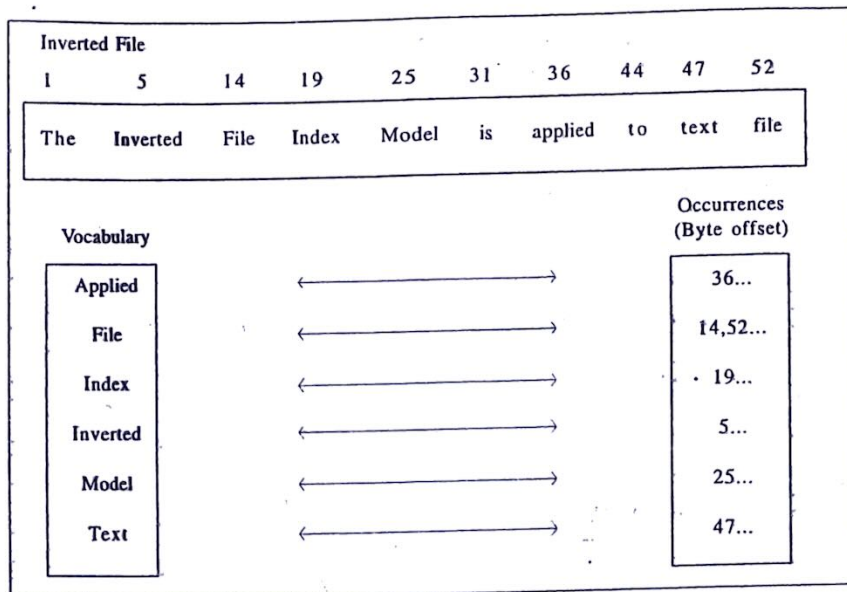 Inverted File
1 5 14 19 25 31 36 44 47 52
The Inverted File Index Model is applied to text file
Vocabulary
Occurrences
(Byte offset)
Applied 36...
File 14,52...
Index 19...
Inverted 5...
Model 25...
Text 47...